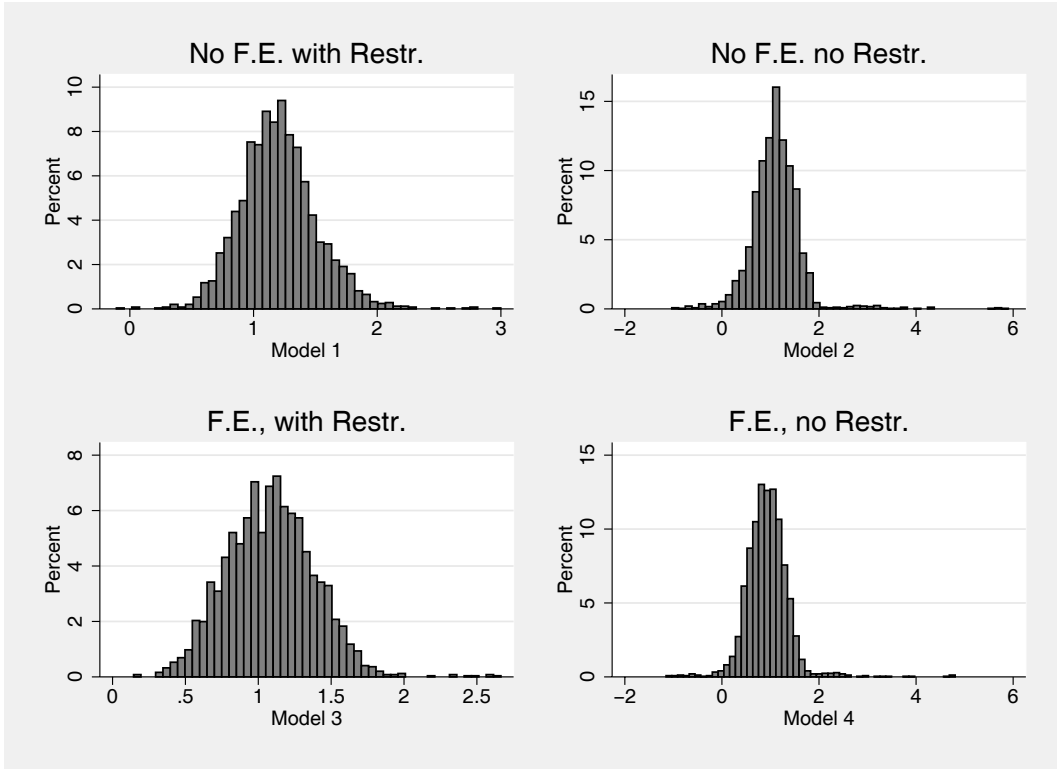 No F.E. with Restr.
Percent
10
8
6
4
2
0
0 1 2 3
Model 1
No F.E. no Restr.
Percent
15
10
5
0
−2 0 2 4 6
Model 2
F.E., with Restr.
Percent
8
6
4
2
0
0 .5 1 1.5 2 2.5
Model 3
F.E., no Restr.
Percent
15
10
5
0
−2 0 2 4 6
Model 4